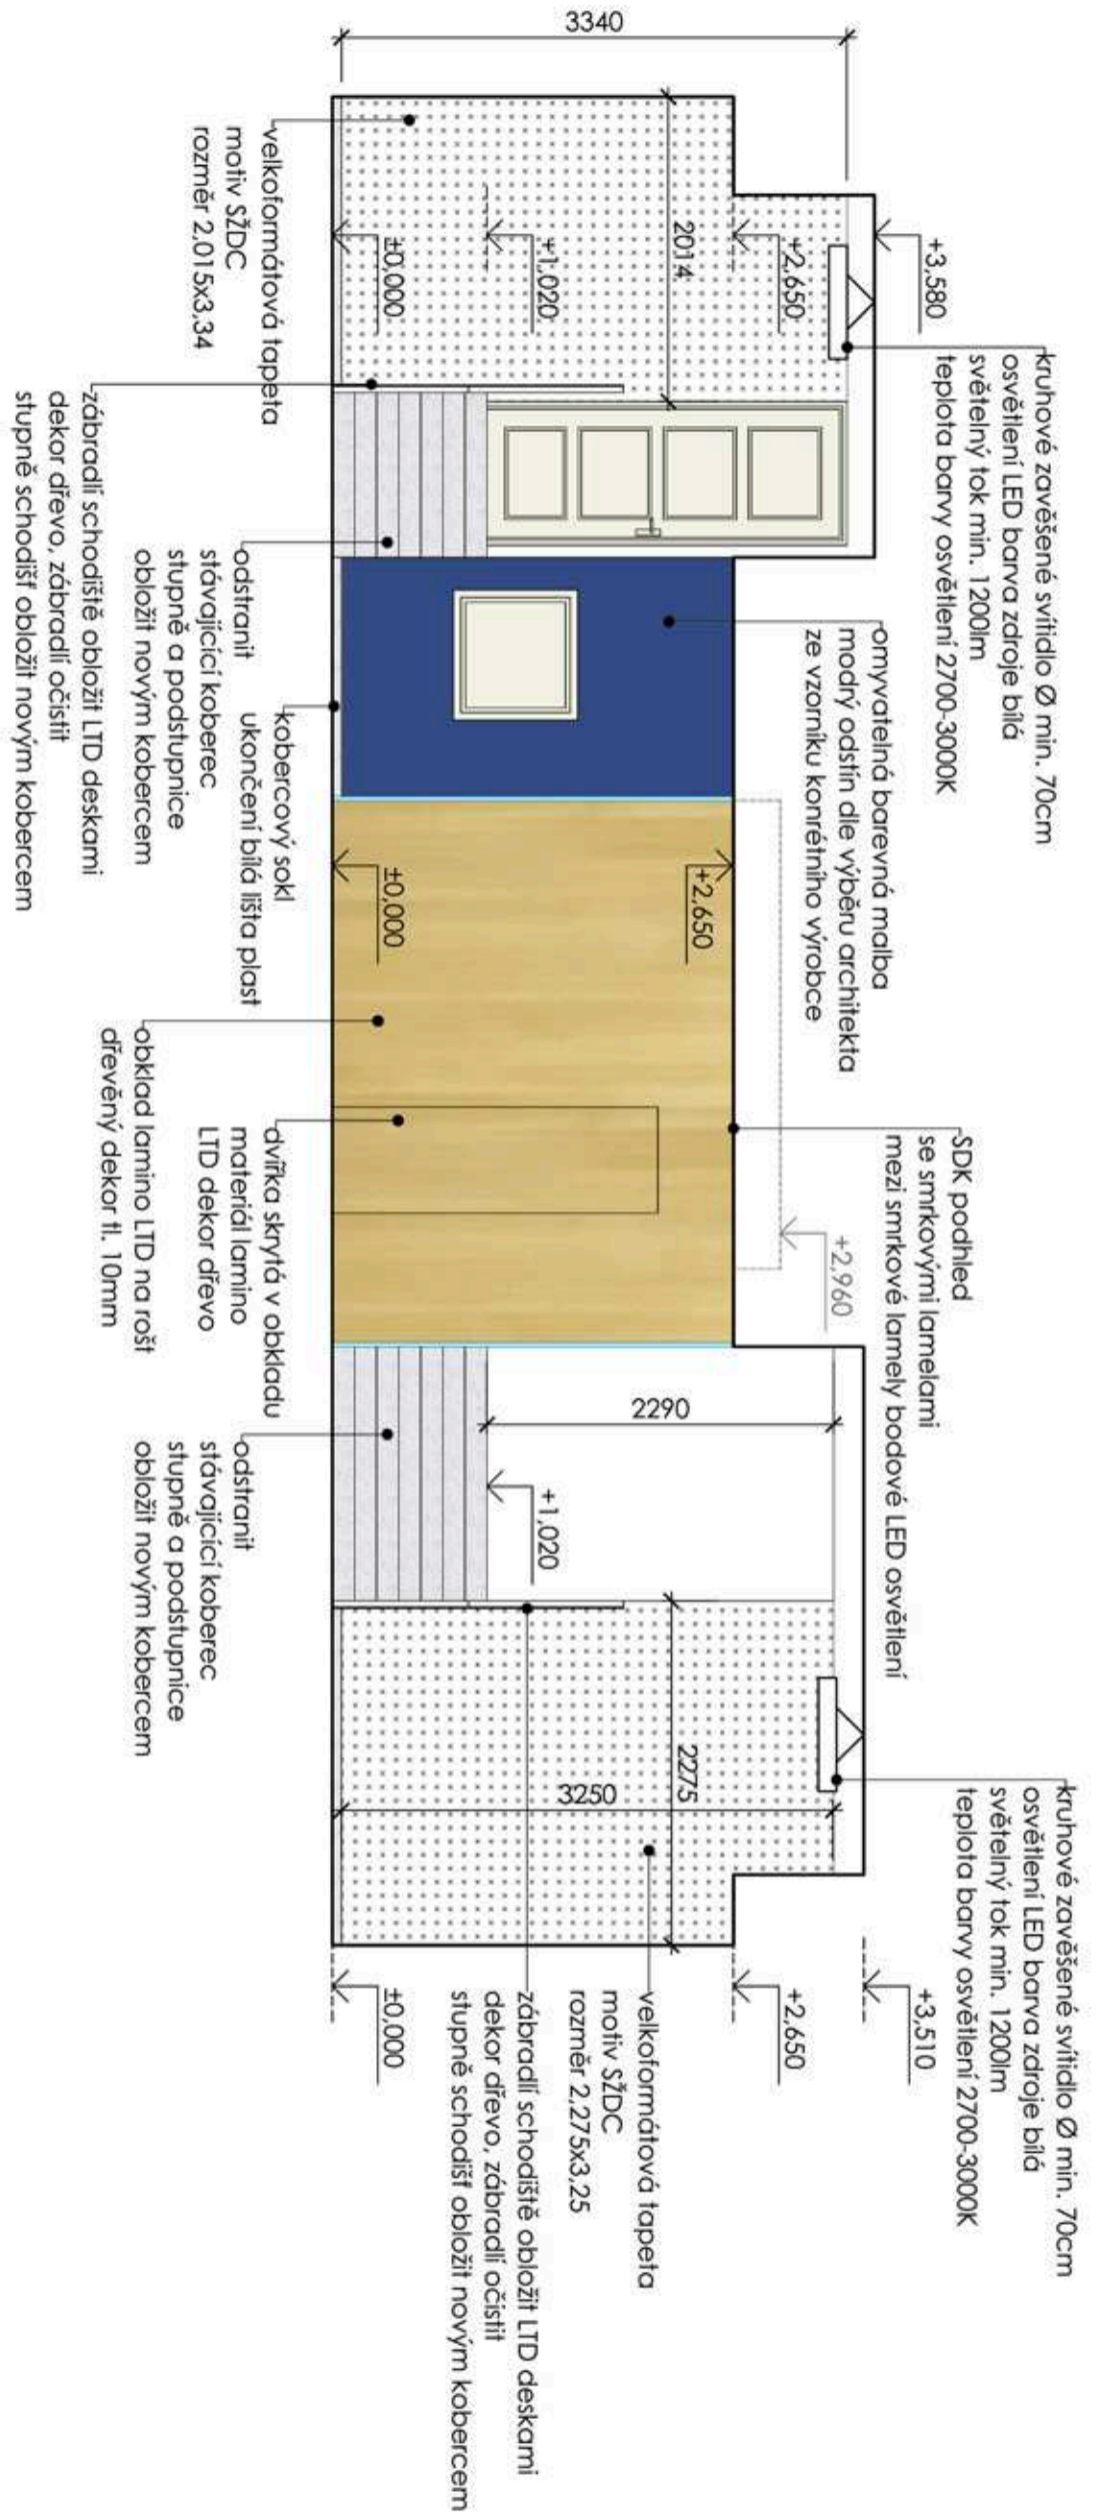 kruhové zavěšené svítidlo Ø min. 70cm
osvětlení LED barva zdroje bílá
světelný tok min. 1200lm
teplota barvy osvětlení 2700-3000K
omyvatelná barevná malba
modrý odstín dle výběru architekta
ze vzorníku konrétního výrobce
SDK podhled
se smrkovými lamelami
mezi smrkové lamely bodové LED osvětlení
kruhové zavěšené svítidlo Ø min. 70cm
osvětlení LED barva zdroje bílá
světelný tok min. 1200lm
teplota barvy osvětlení 2700-3000K
+3,580
+2,650
2014
+1,020
±0,000
3340
+2,650
±0,000
+2,960
2290
+1,020
2275
3250
+3,510
+2,650
±0,000
velkoformátová tapeta
motiv SŽDC
rozměr 2,015x3,34
zábradlí schodiště obložit LTD deskami
dekor dřevo, zábradlí očistit
stupně schodišť obložit novým kobercem
odstranit
stávajícící koberec
stupně a podstupnice
obložit novým kobercem
kobercový sokl
ukončení bílá lišta plast
obklad lamino LTD na rošt
dřevěný dekor tl. 10mm
dvířka skrytá v obkladu
materiál lamino
LTD dekor dřevo
odstranit
stávajícící koberec
stupně a podstupnice
obložit novým kobercem
velkoformátová tapeta
motiv SŽDC
rozměr 2,275x3,25
zábradlí schodiště obložit LTD deskami
dekor dřevo, zábradlí očistit
stupně schodišť obložit novým kobercem